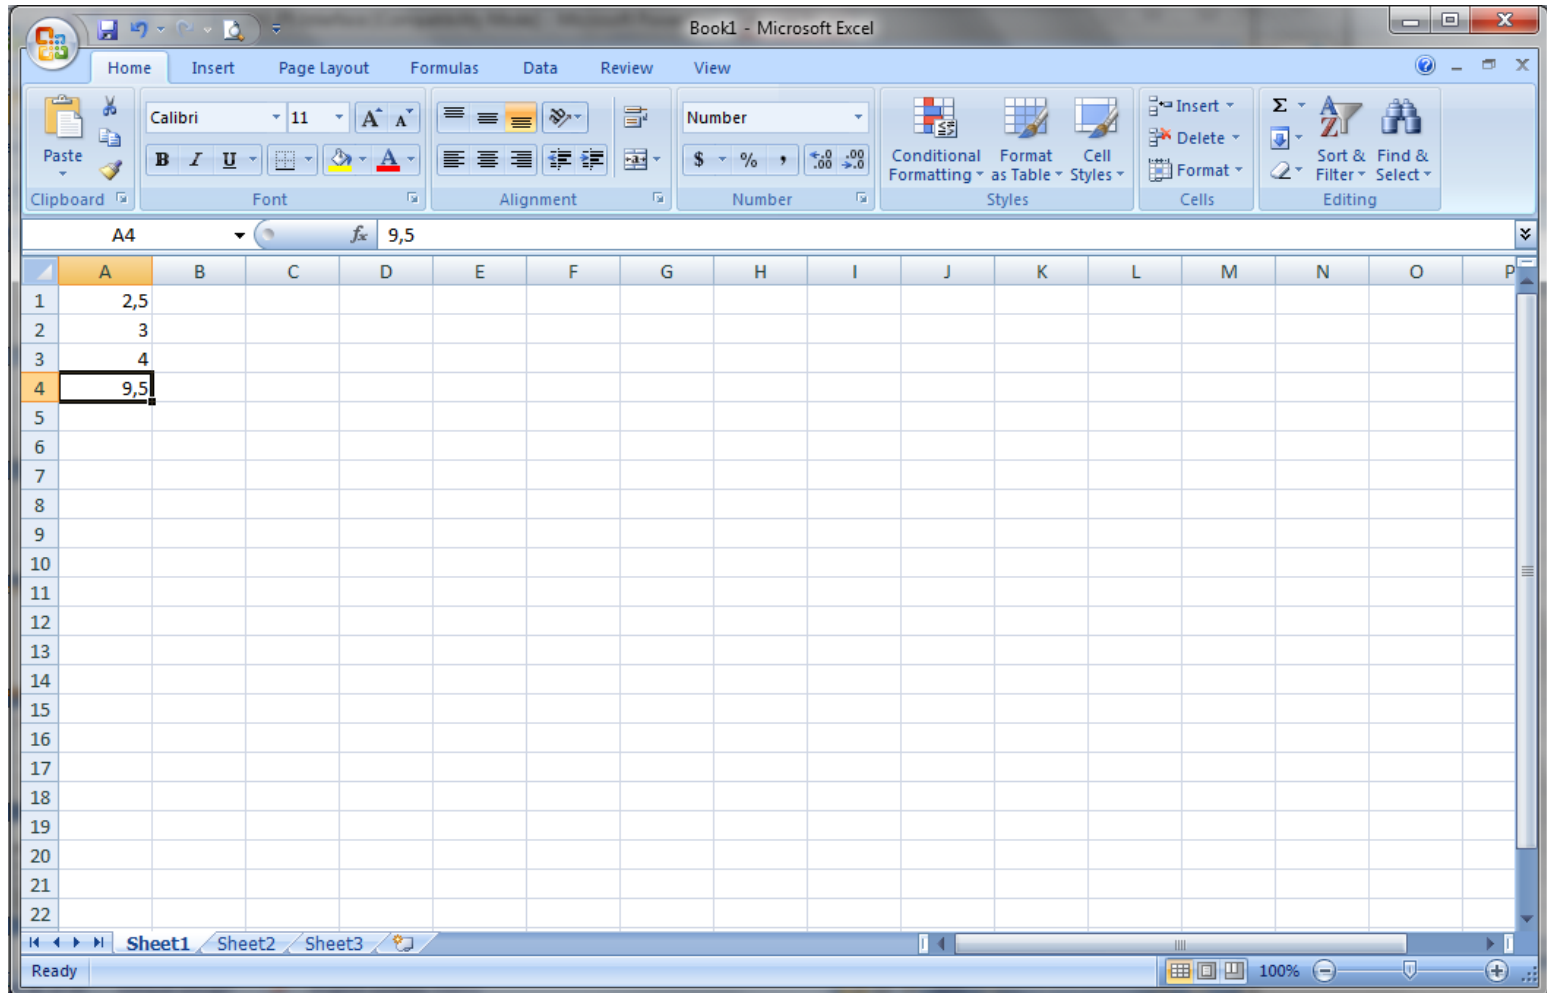 Book1 - Microsoft Excel
Home Insert Page Layout Formulas Data Review View
Calibri 11 Number Σ Insert
Delete
Paste B I U $ % , Conditional Format Cell Sort & Find &
Formatting as Table Styles Format Filter Select
Clipboard Font Alignment Number Styles Cells Editing
A4 fx 9,5
A B C D E F G H I J K L M N O P
1 2,5
2 3
3 4
4 9,5
5
6
7
8
9
10
11
12
13
14
15
16
17
18
19
20
21
22
Sheet1 Sheet2 Sheet3
Ready 100%